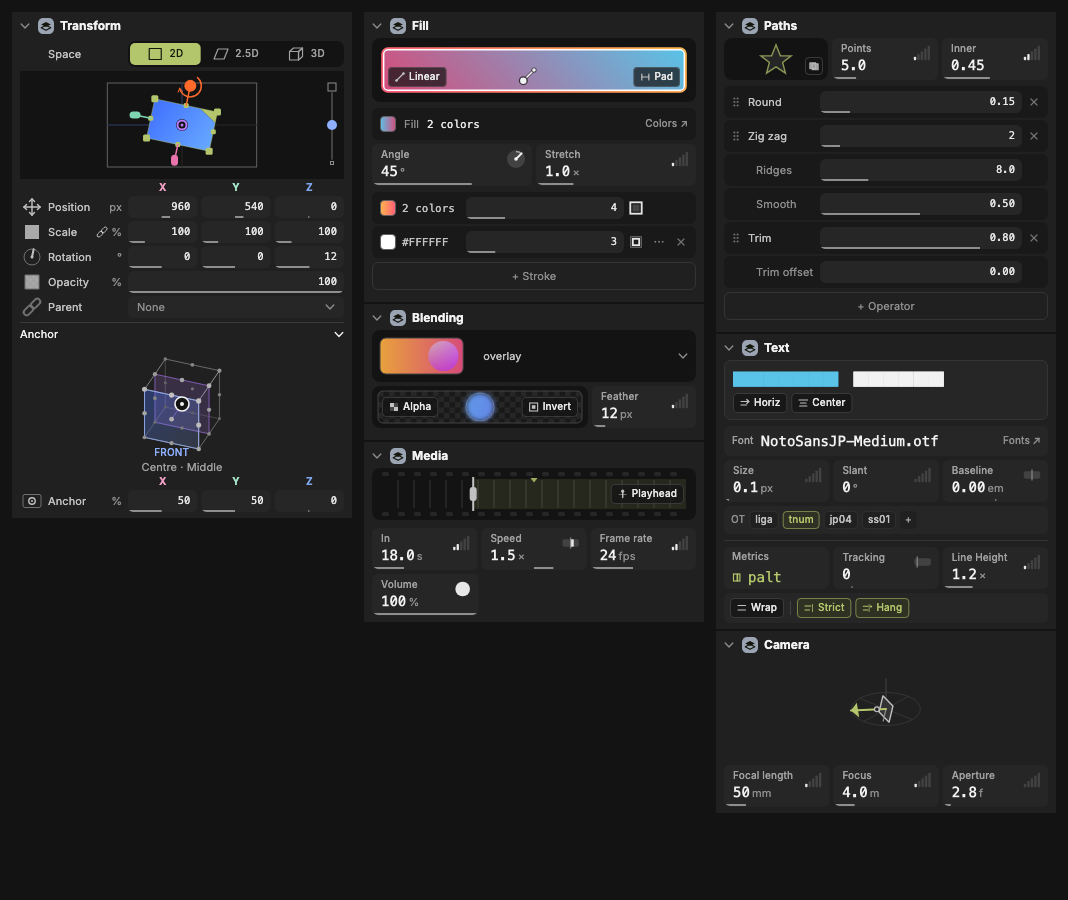 Transform
Space
2D
2.5D
3D
X Y Z
Position px 960 540 0
Scale % 100 100 100
Rotation ° 0 0 12
Opacity % 100
Parent None
Anchor
FRONT
Centre · Middle
X Y Z
Anchor % 50 50 0
Fill
Linear
Pad
Fill 2 colors Colors ↗
Angle
45°
Stretch
1.0×
2 colors 4
#FFFFFF 3 ··· ×
+ Stroke
Blending
overlay
Alpha
Invert
Feather
12px
Media
Playhead
In
18.0s
Speed
1.5×
Frame rate
24fps
Volume
100%
Paths
Points
5.0
Inner
0.45
Round 0.15 ×
Zig zag 2 ×
Ridges 8.0
Smooth 0.50
Trim 0.80 ×
Trim offset 0.00
+ Operator
Text
Horiz
Center
Font NotoSansJP-Medium.otf Fonts ↗
Size
0.1px
Slant
0°
Baseline
0.00em
OT liga tnum jp04 ss01 +
Metrics
palt
Tracking
0
Line Height
1.2×
Wrap
Strict
Hang
Camera
Focal length
50mm
Focus
4.0m
Aperture
2.8f